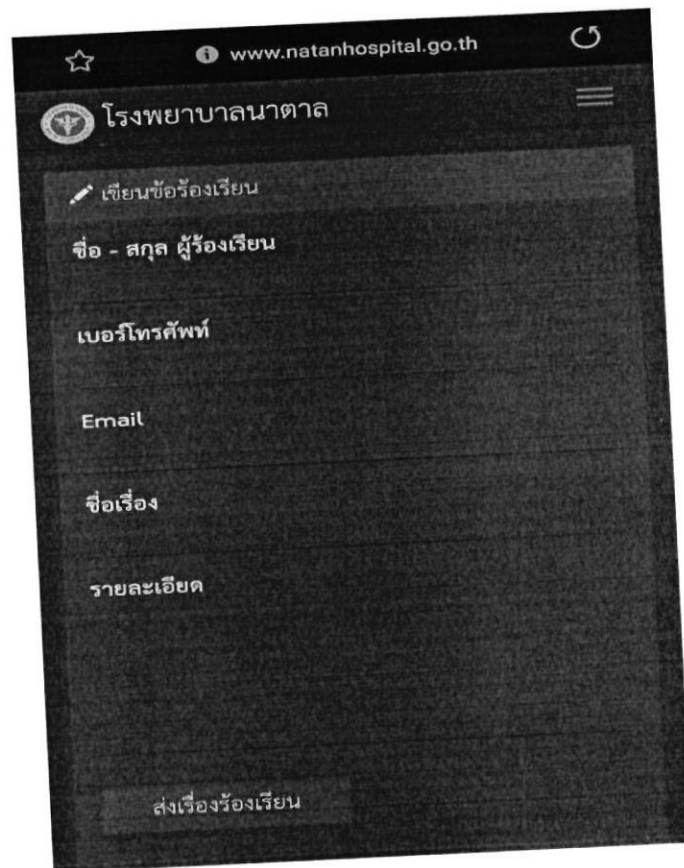 www.natanhospital.go.th
โรงพยาบาลนาตาล
เขียนข้อร้องเรียน
ชื่อ - สกุล ผู้ร้องเรียน
เบอร์โทรศัพท์
Email
ชื่อเรื่อง
รายละเอียด
ส่งเรื่องร้องเรียน